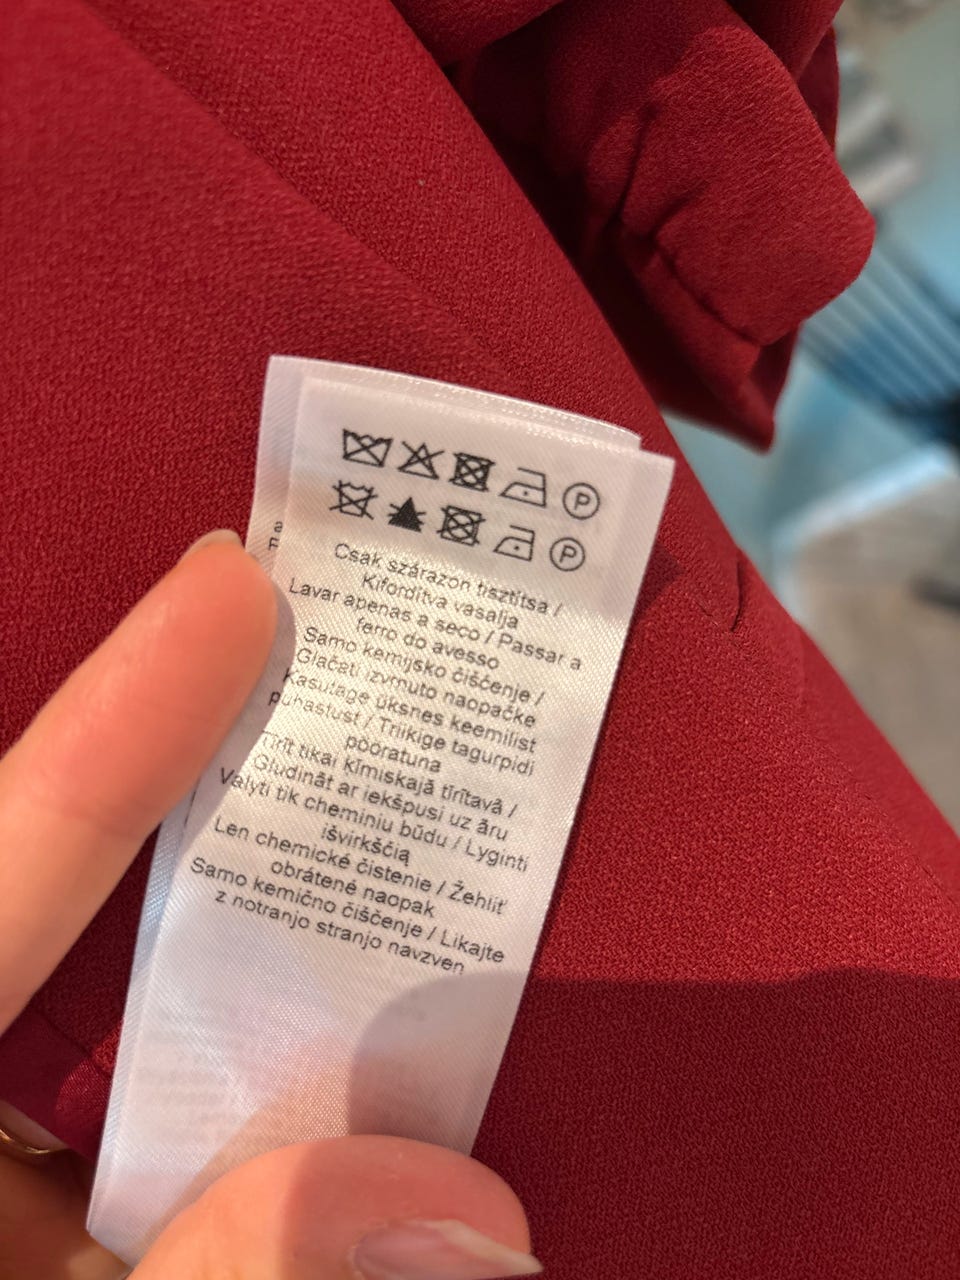 P
P
Csak szárazon tisztítsa /
Kifordítva vasalja
Lavar apenas a seco / Passar a
ferro do avesso
Samo kemijsko čišćenje /
Glačati izvrnuto naopačke
Kasutage üksnes keemilist
puhastust / Triikige tagurpidi
pööratuna
Tīrīt tikai ķīmiskajā tīrītavā /
Gludināt ar iekšpusi uz āru
Valyti tik cheminiu būdu / Lyginti
išvirkščią
Len chemické čistenie / Žehliť
obrátené naopak
Samo kemično čiščenje / Likajte
z notranjo stranjo navzven